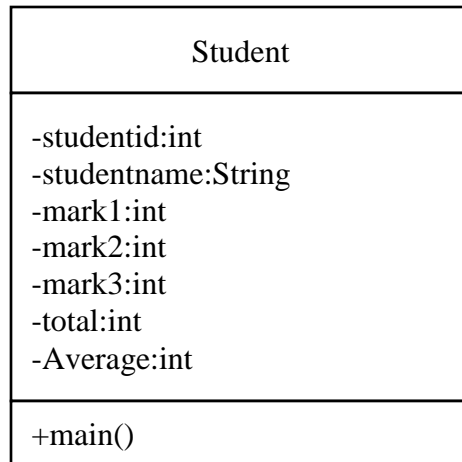 Student
-studentid:int
-studentname:String
-mark1:int
-mark2:int
-mark3:int
-total:int
-Average:int
+main()